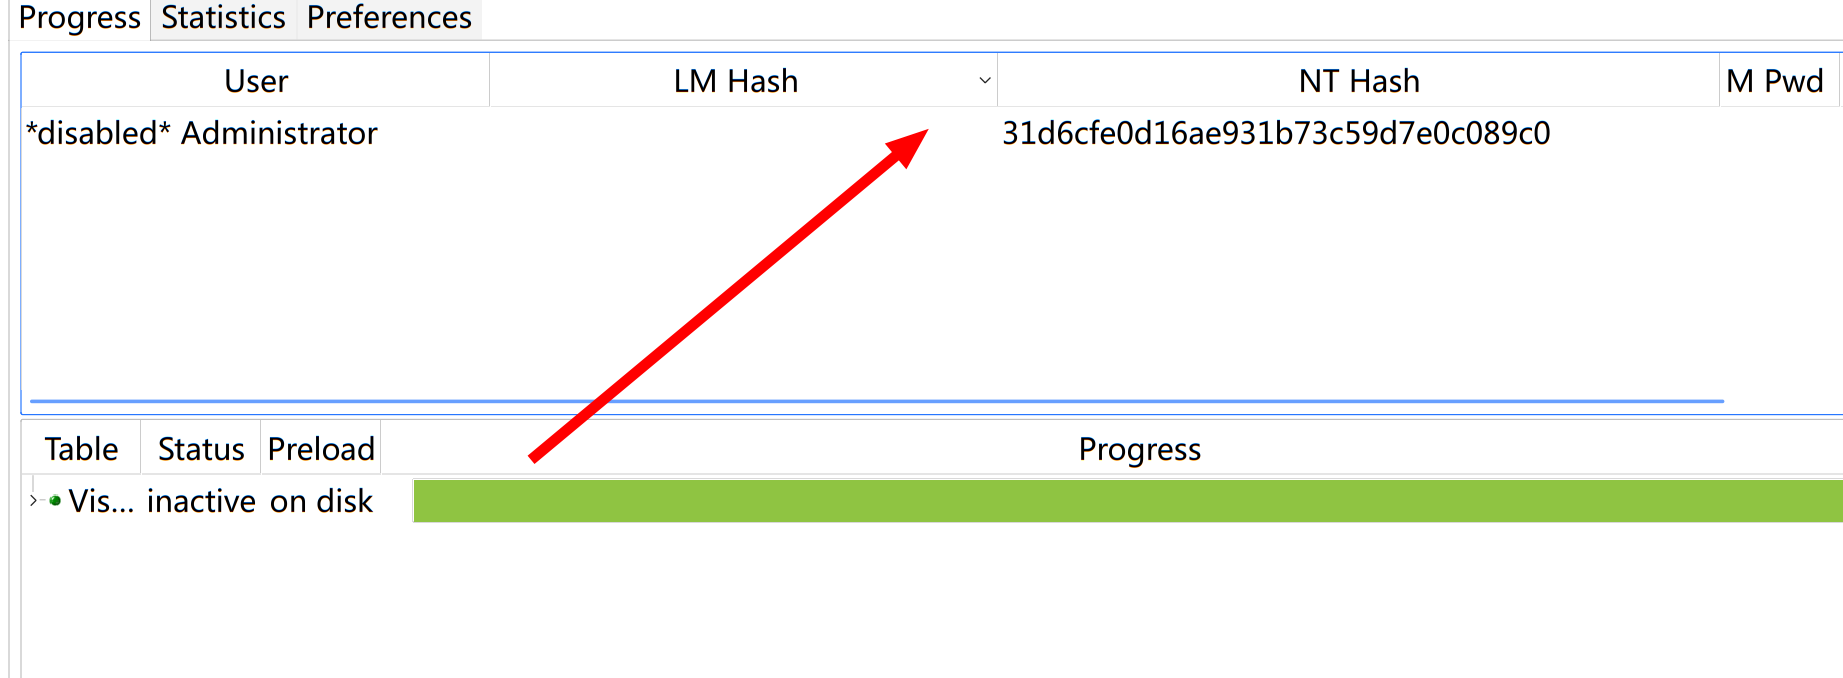 Progress Statistics Preferences
User LM Hash NT Hash M Pwd
*disabled* Administrator 31d6cfe0d16ae931b73c59d7e0c089c0
Table Status Preload Progress
Vis... inactive on disk